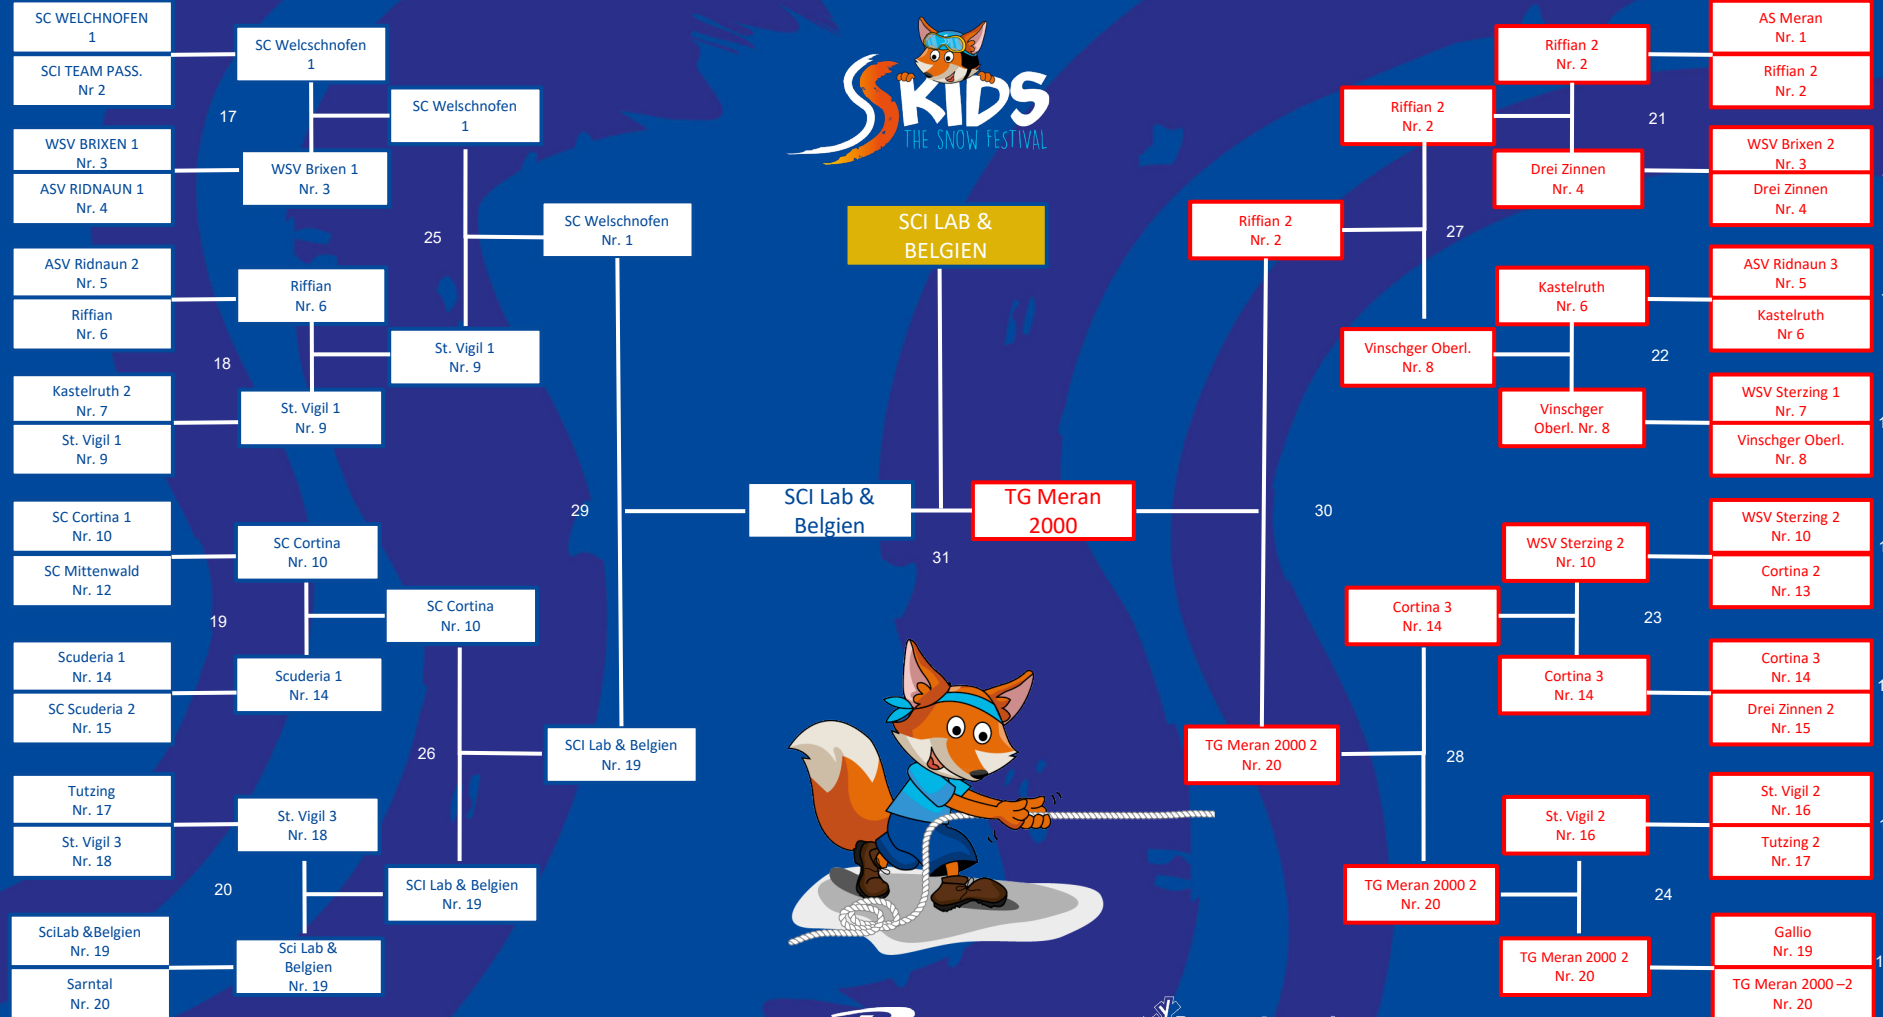 SC WELCHNOFEN
1
SCI TEAM PASS.
Nr 2
WSV BRIXEN 1
Nr. 3
ASV RIDNAUN 1
Nr. 4
ASV Ridnaun 2
Nr. 5
Riffian
Nr. 6
Kastelruth 2
Nr. 7
St. Vigil 1
Nr. 9
SC Cortina 1
Nr. 10
SC Mittenwald
Nr. 12
Scuderia 1
Nr. 14
SC Scuderia 2
Nr. 15
Tutzing
Nr. 17
St. Vigil 3
Nr. 18
SciLab &Belgien
Nr. 19
Sarntal
Nr. 20
17
18
19
20
SC Welcschnofen
1
WSV Brixen 1
Nr. 3
Riffian
Nr. 6
St. Vigil 1
Nr. 9
SC Cortina
Nr. 10
Scuderia 1
Nr. 14
St. Vigil 3
Nr. 18
Sci Lab &
Belgien
Nr. 19
SC Welschnofen
1
25
St. Vigil 1
Nr. 9
SC Cortina
Nr. 10
26
SCI Lab & Belgien
Nr. 19
SC Welschnofen
Nr. 1
29
SCI Lab & Belgien
Nr. 19
SKIDS
THE SNOW FESTIVAL
SCI LAB &
BELGIEN
SCI Lab &
Belgien
TG Meran
2000
31
Riffian 2
Nr. 2
30
TG Meran 2000 2
Nr. 20
Riffian 2
Nr. 2
27
Vinschger Oberl.
Nr. 8
Cortina 3
Nr. 14
28
TG Meran 2000 2
Nr. 20
Riffian 2
Nr. 2
Drei Zinnen
Nr. 4
Kastelruth
Nr. 6
Vinschger
Oberl. Nr. 8
WSV Sterzing 2
Nr. 10
Cortina 3
Nr. 14
St. Vigil 2
Nr. 16
TG Meran 2000 2
Nr. 20
21
22
23
24
AS Meran
Nr. 1
Riffian 2
Nr. 2
WSV Brixen 2
Nr. 3
Drei Zinnen
Nr. 4
ASV Ridnaun 3
Nr. 5
Kastelruth
Nr 6
WSV Sterzing 1
Nr. 7
Vinschger Oberl.
Nr. 8
WSV Sterzing 2
Nr. 10
Cortina 2
Nr. 13
Cortina 3
Nr. 14
Drei Zinnen 2
Nr. 15
St. Vigil 2
Nr. 16
Tutzing 2
Nr. 17
Gallio
Nr. 19
TG Meran 2000 –2
Nr. 20